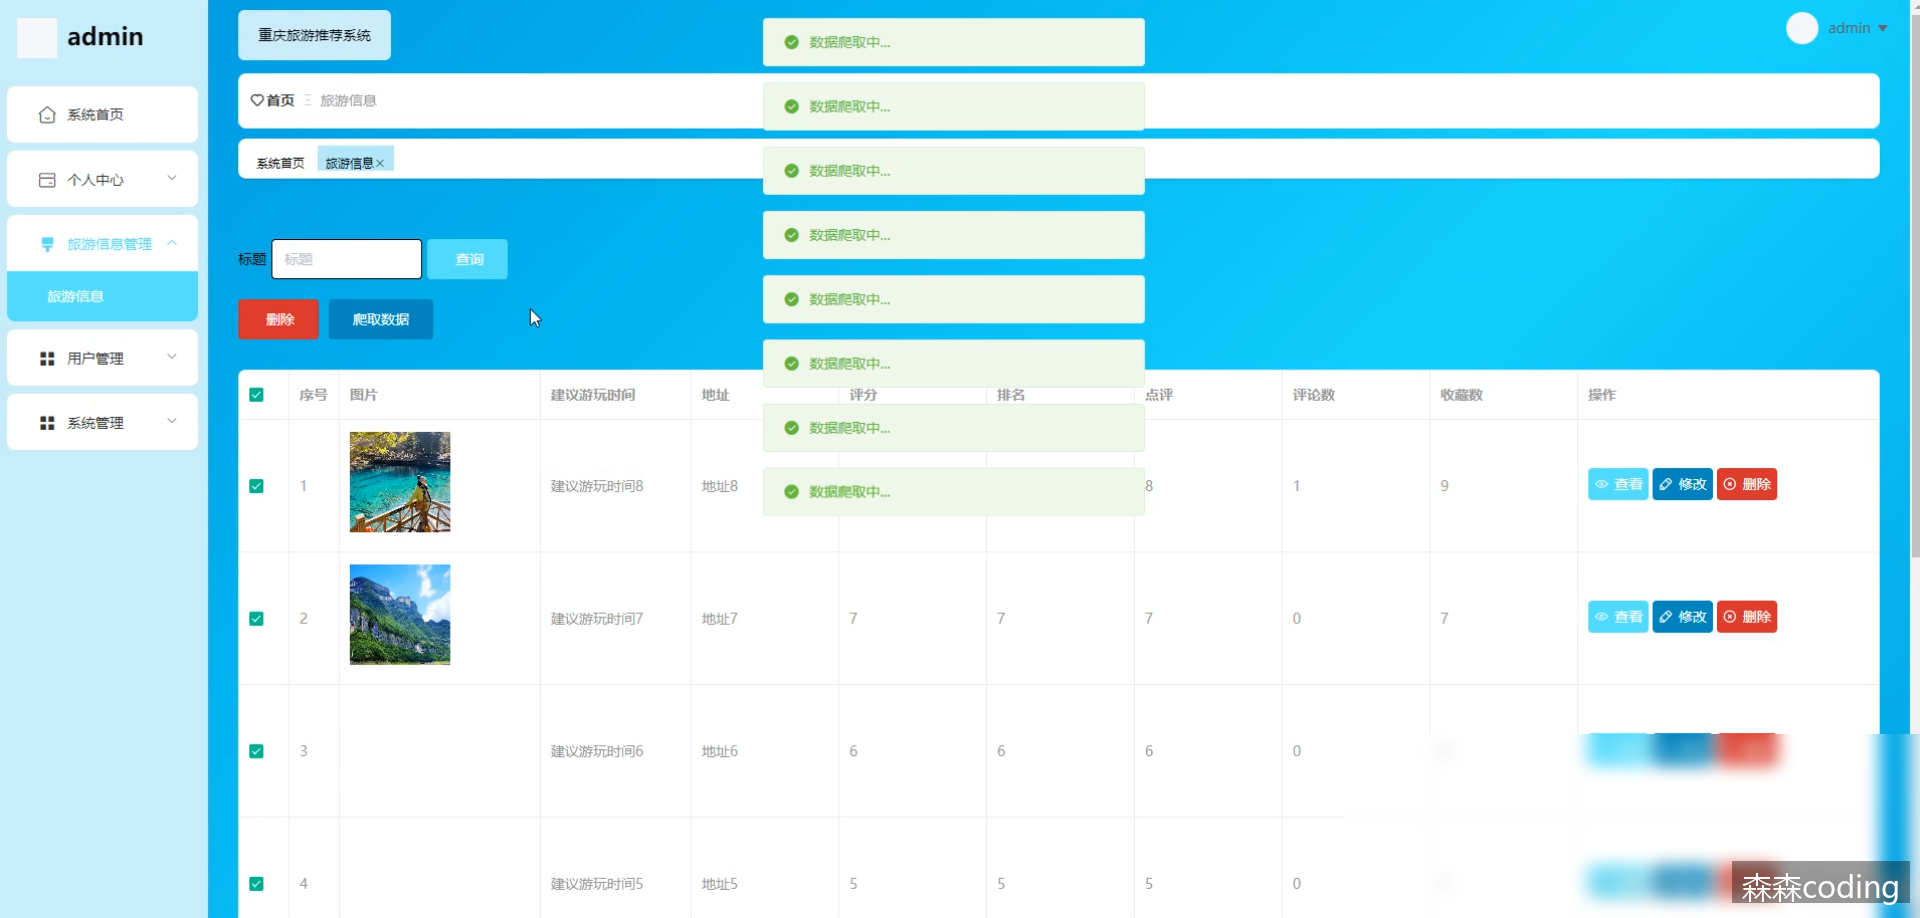 admin
重庆旅游推荐系统
admin
系统首页
个人中心
旅游信息管理
旅游信息
用户管理
系统管理
首页 旅游信息
系统首页 旅游信息×
数据爬取中...
数据爬取中...
数据爬取中...
数据爬取中...
数据爬取中...
数据爬取中...
数据爬取中...
数据爬取中...
标题 标题 查询
删除 爬取数据
序号 图片 建议游玩时间 地址 评分 排名 点评 评论数 收藏数 操作
1 建议游玩时间8 地址8 8 1 9 查看 修改 删除
2 建议游玩时间7 地址7 7 7 7 0 7 查看 修改 删除
3 建议游玩时间6 地址6 6 6 6 0
4 建议游玩时间5 地址5 5 5 5 0
森森coding